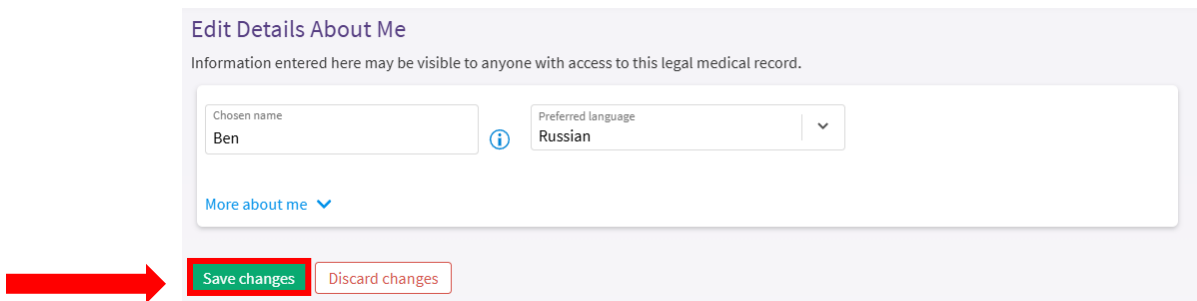 Edit Details About Me
Information entered here may be visible to anyone with access to this legal medical record.
Chosen name
Ben
Preferred language
Russian
More about me
Save changes
Discard changes